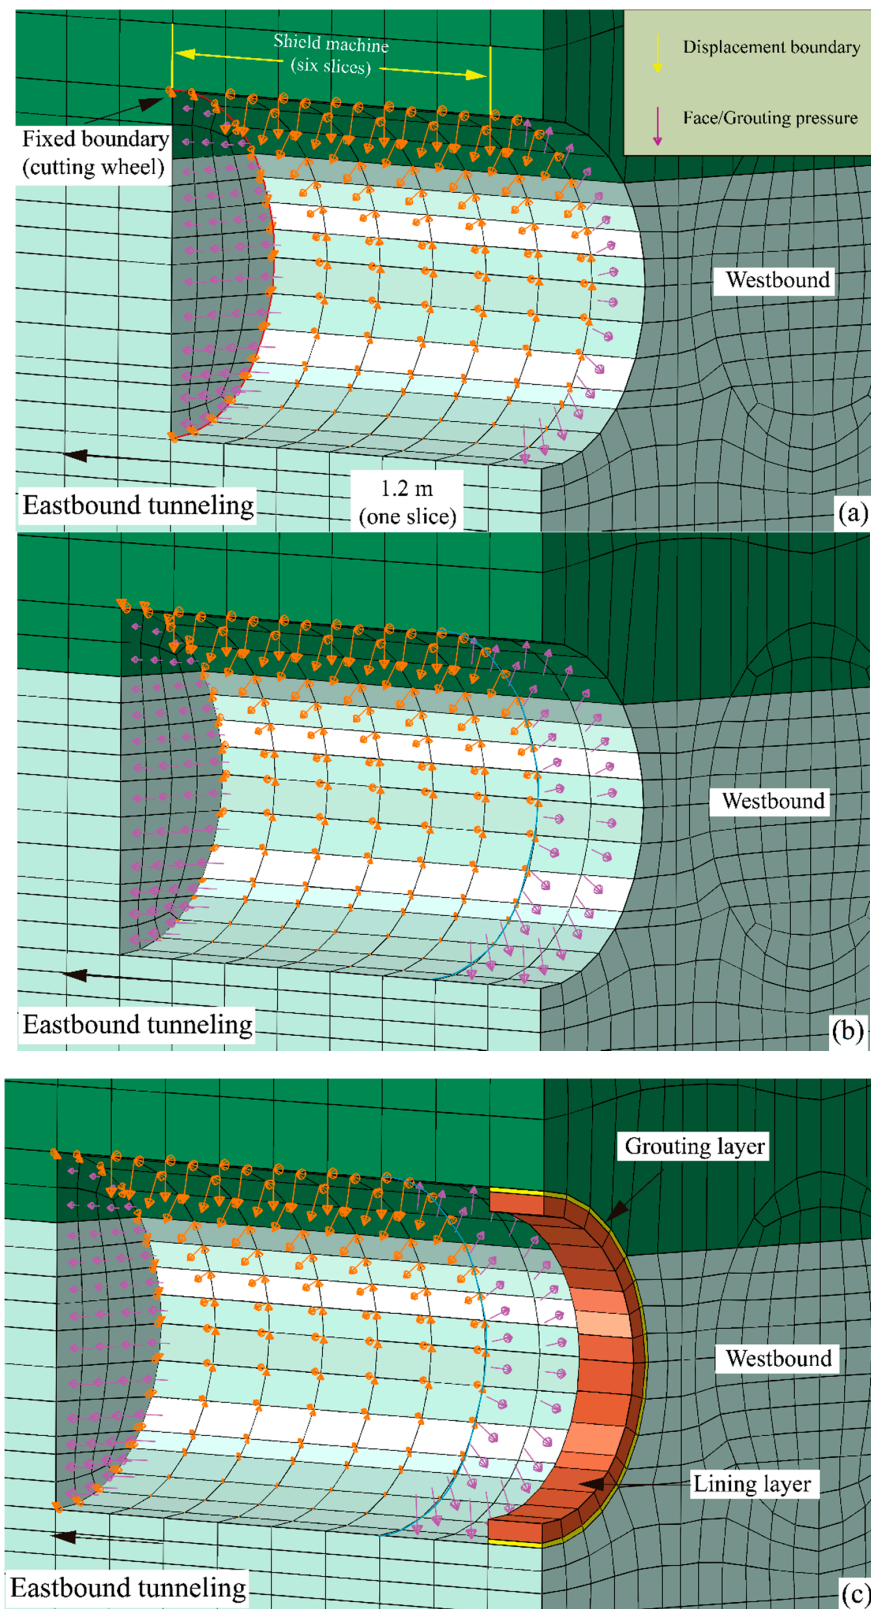 Shield machine
(six slices)
Displacement boundary
Face/Grouting pressure
Fixed boundary
(cutting wheel)
Westbound
1.2 m
(one slice)
Eastbound tunneling
(a)
Westbound
Eastbound tunneling
(b)
Grouting layer
Westbound
Lining layer
Eastbound tunneling
(c)